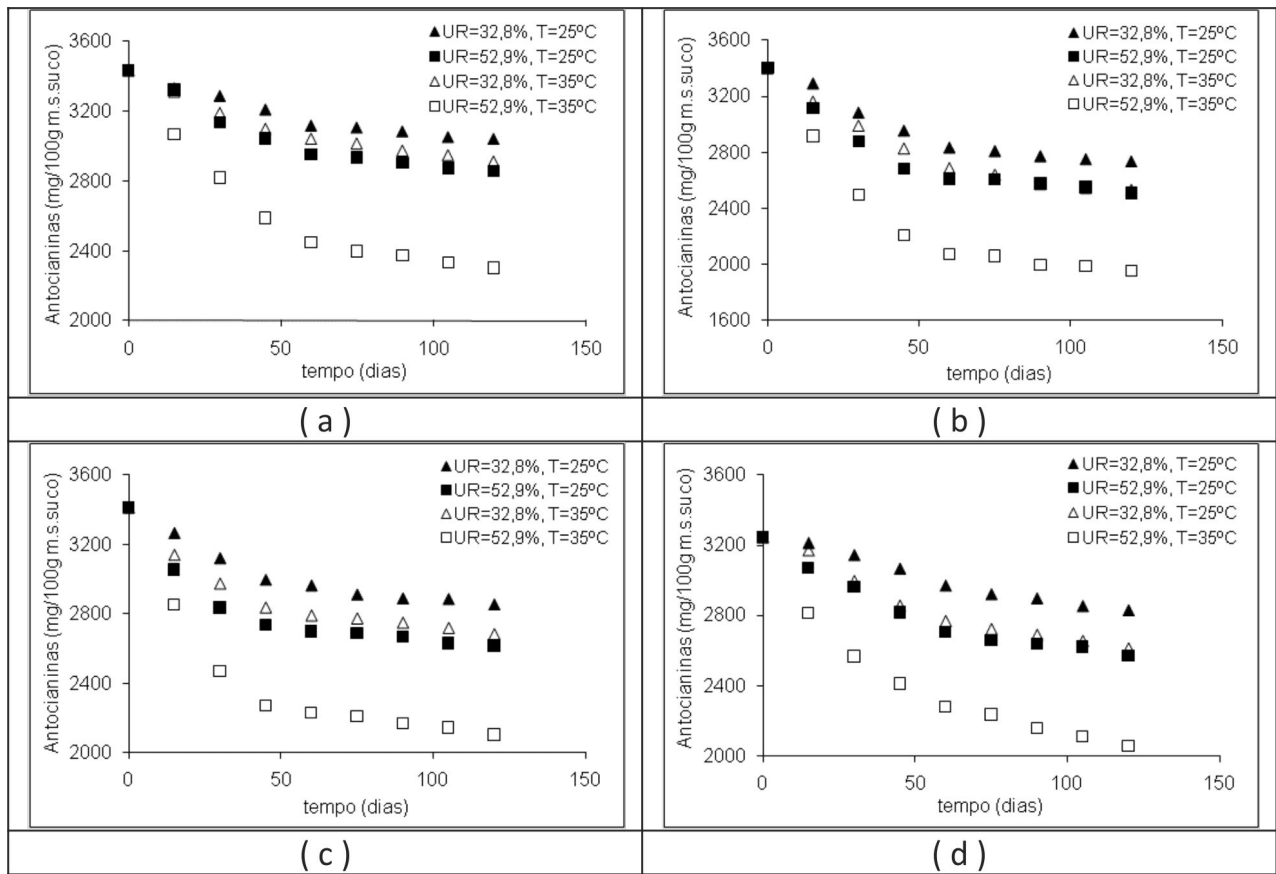 3600
3200
2800
2400
2000
0
50
100
150
Antocianinas (mg/100g m.s.suco)
tempo (dias)
UR=32,8%, T=25ºC
UR=52,9%, T=25ºC
UR=32,8%, T=35ºC
UR=52,9%, T=35ºC
( a )
3600
3200
2800
2400
2000
1600
0
50
100
150
Antocianinas (mg/100g m.s.suco)
tempo (dias)
UR=32,8%, T=25ºC
UR=52,9%, T=25ºC
UR=32,8%, T=35ºC
UR=52,9%, T=35ºC
( b )
3600
3200
2800
2400
2000
0
50
100
150
Antocianinas (mg/100g m.s.suco)
tempo (dias)
UR=32,8%, T=25ºC
UR=52,9%, T=25ºC
UR=32,8%, T=35ºC
UR=52,9%, T=35ºC
( c )
3600
3200
2800
2400
2000
0
50
100
150
Antocianinas (mg/100g m.s.suco)
tempo (dias)
UR=32,8%, T=25ºC
UR=52,9%, T=25ºC
UR=32,8%, T=25ºC
UR=52,9%, T=35ºC
( d )